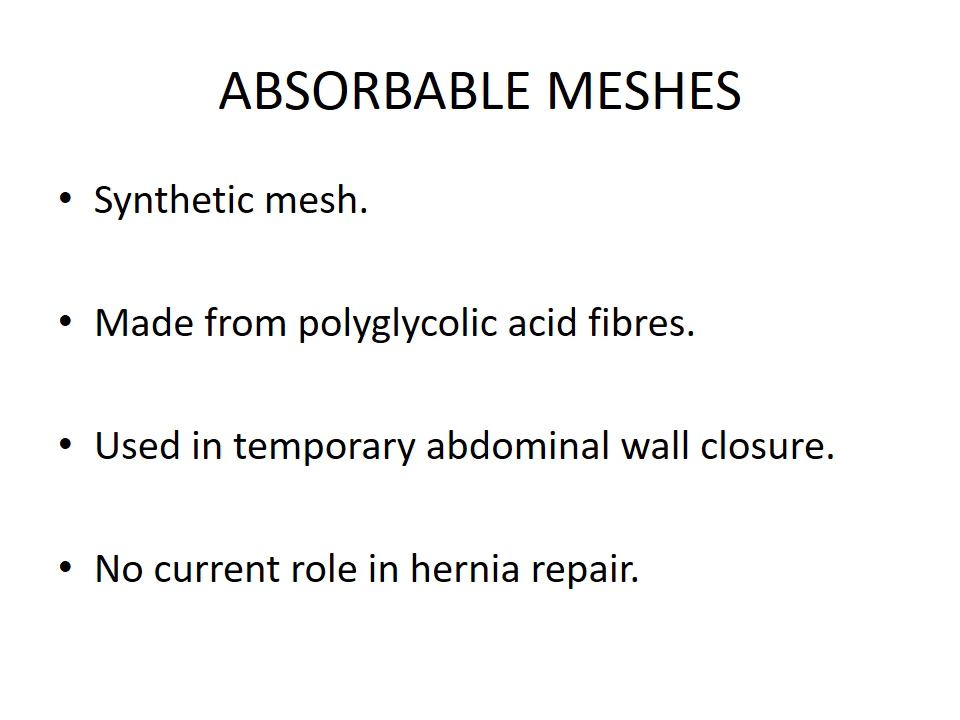 ABSORBABLE MESHES
• Synthetic mesh.
• Made from polyglycolic acid fibres.
• Used in temporary abdominal wall closure.
• No current role in hernia repair.